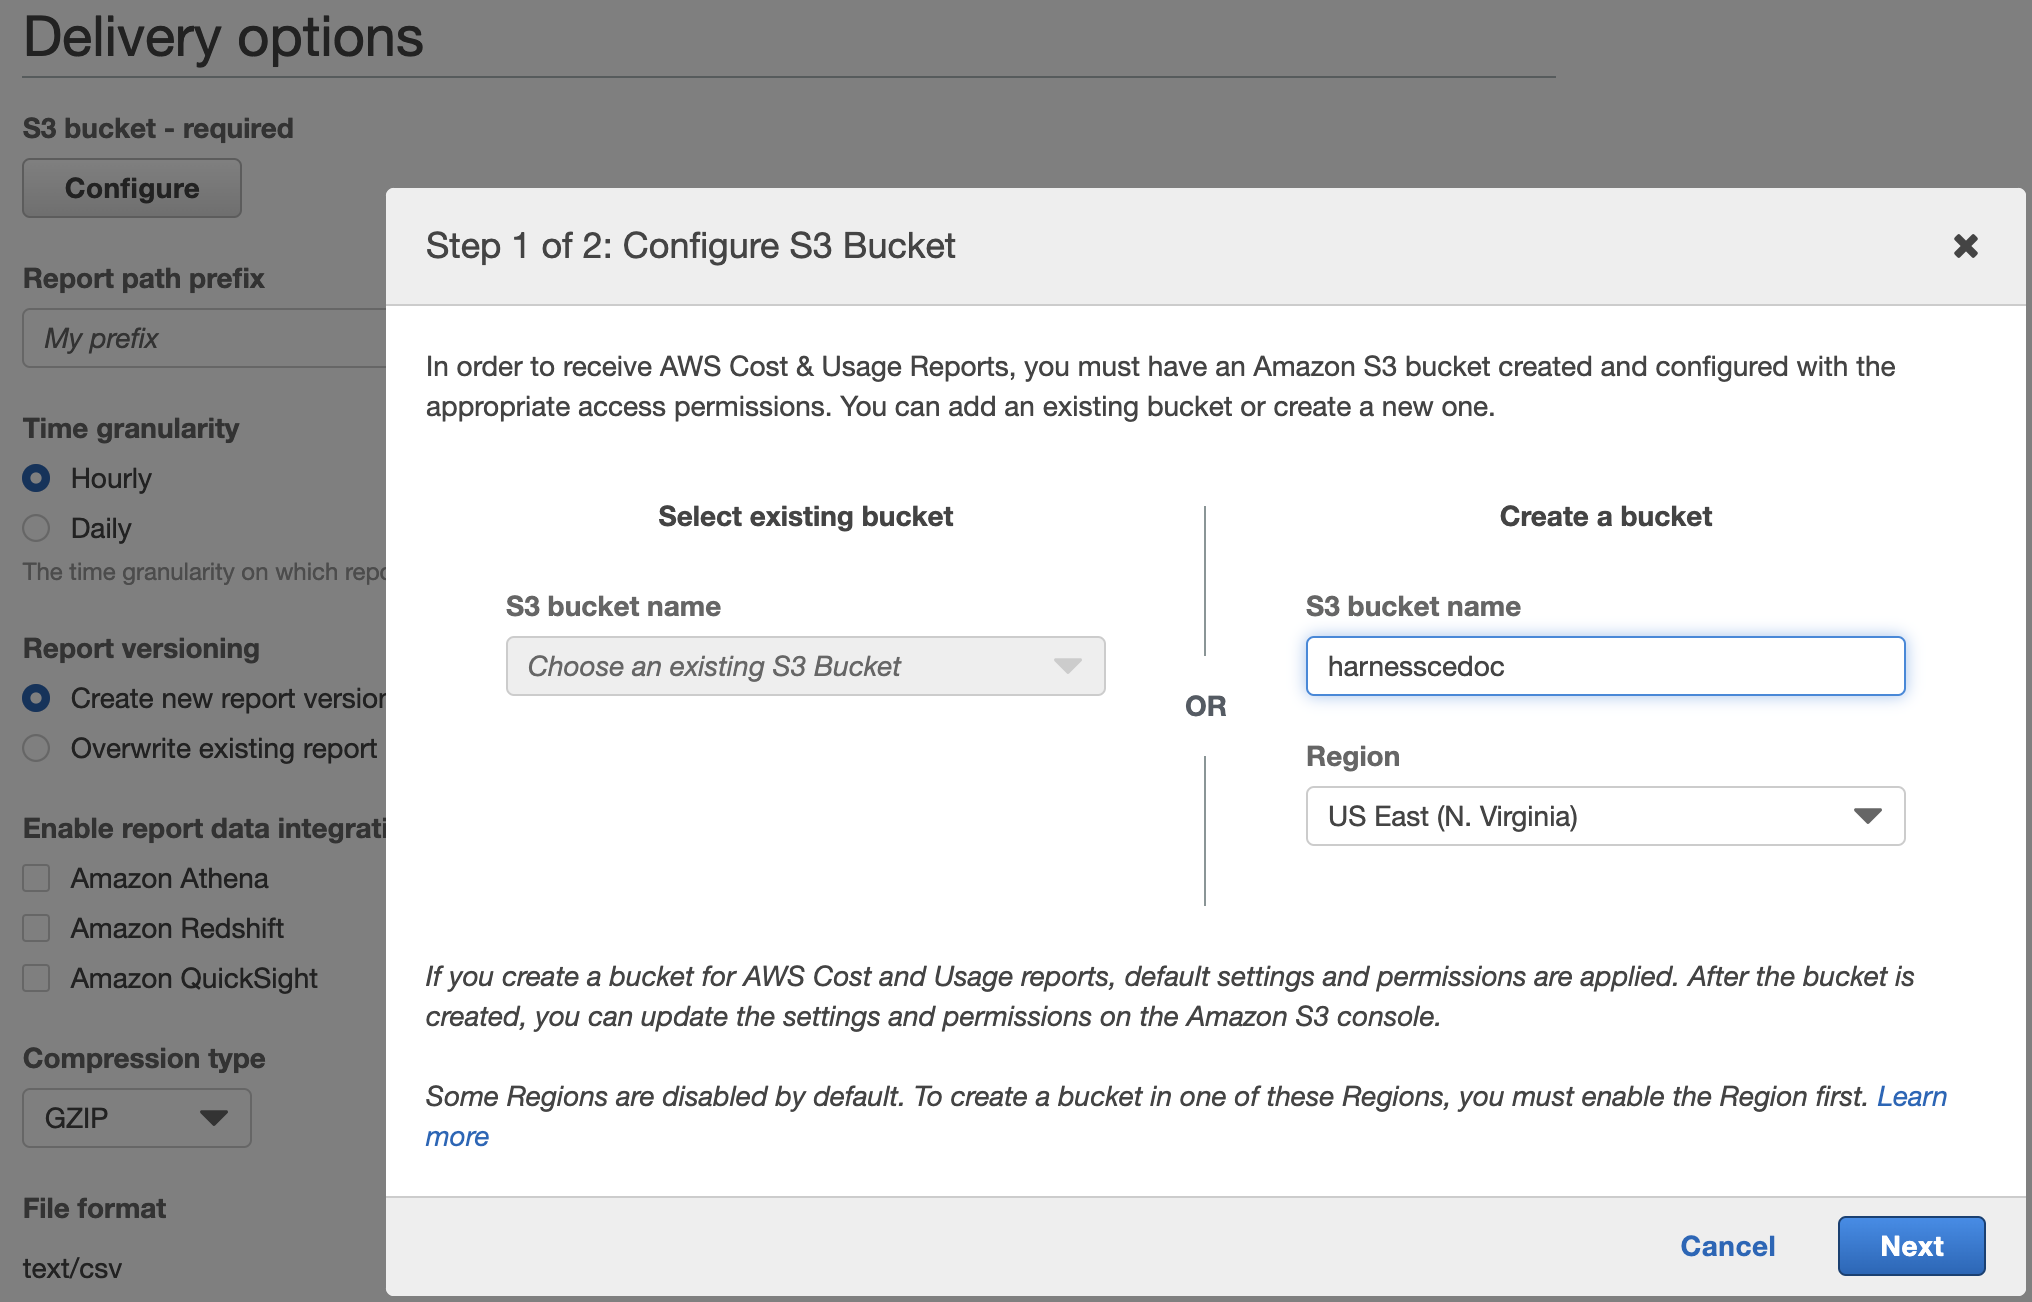 Delivery options
S3 bucket - required
Configure
Report path prefix
My prefix
Time granularity
Hourly
Daily
The time granularity on which
Report versioning
Create new report
Overwrite existing report
Enable report data
Amazon Athena
Amazon Redshift
Amazon QuickSight
Compression type
GZIP
File format
text/csv
Step 1 of 2: Configure S3 Bucket
In order to receive AWS Cost & Usage Reports, you must have an Amazon S3 bucket created and configured with the
appropriate access permissions. You can add an existing bucket or create a new one.
Select existing bucket
S3 bucket name
Choose an existing S3 Bucket
OR
Create a bucket
S3 bucket name
harnesscedoc
Region
US East (N. Virginia)
If you create a bucket for AWS Cost and Usage reports, default settings and permissions are applied. After the bucket is
created, you can update the settings and permissions on the Amazon S3 console.
Some Regions are disabled by default. To create a bucket in one of these Regions, you must enable the Region first. Learn
more
Cancel
Next